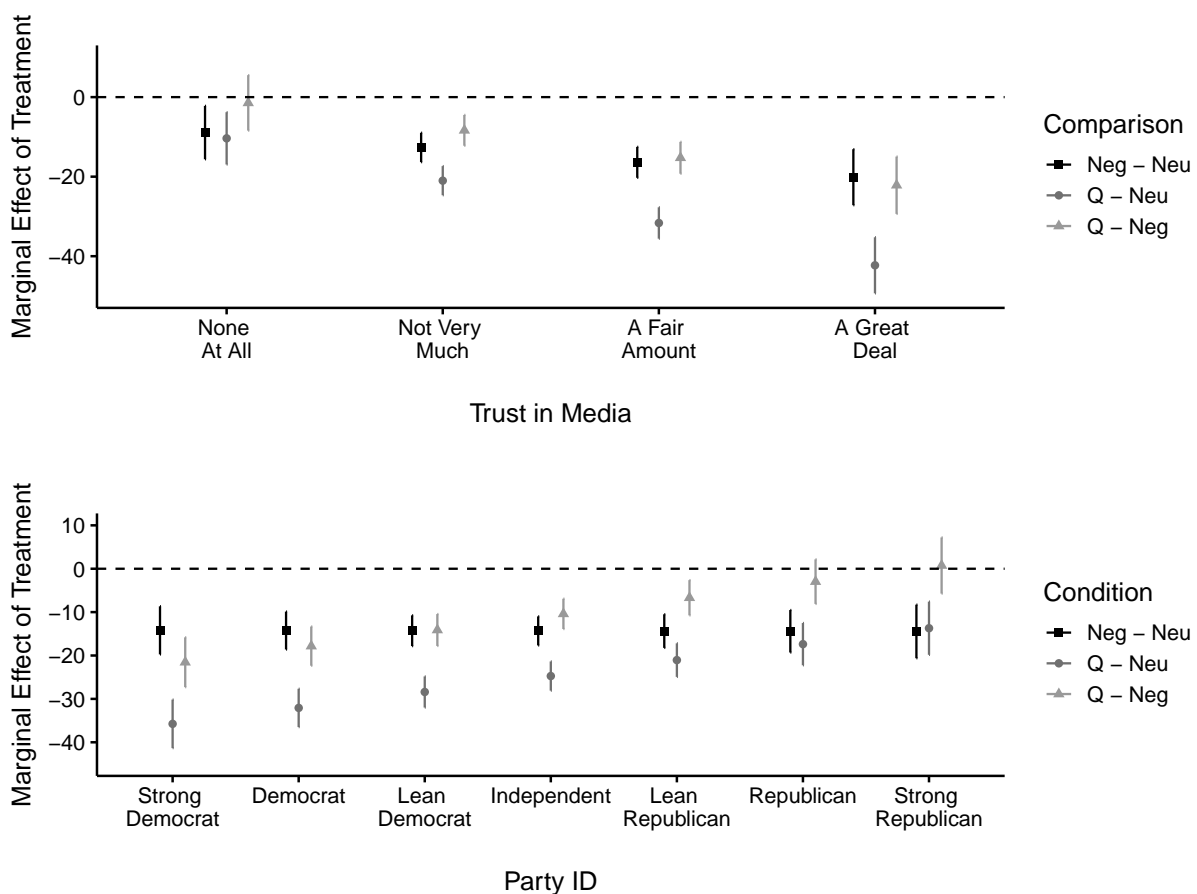 Marginal Effect of Treatment
0
−20
−40
None
At All
Not Very
Much
A Fair
Amount
A Great
Deal
Trust in Media
Comparison
Neg − Neu
Q − Neu
Q − Neg
Marginal Effect of Treatment
10
0
−10
−20
−30
−40
Strong
Democrat
Democrat
Lean
Democrat
Independent
Lean
Republican
Republican
Strong
Republican
Party ID
Condition
Neg − Neu
Q − Neu
Q − Neg